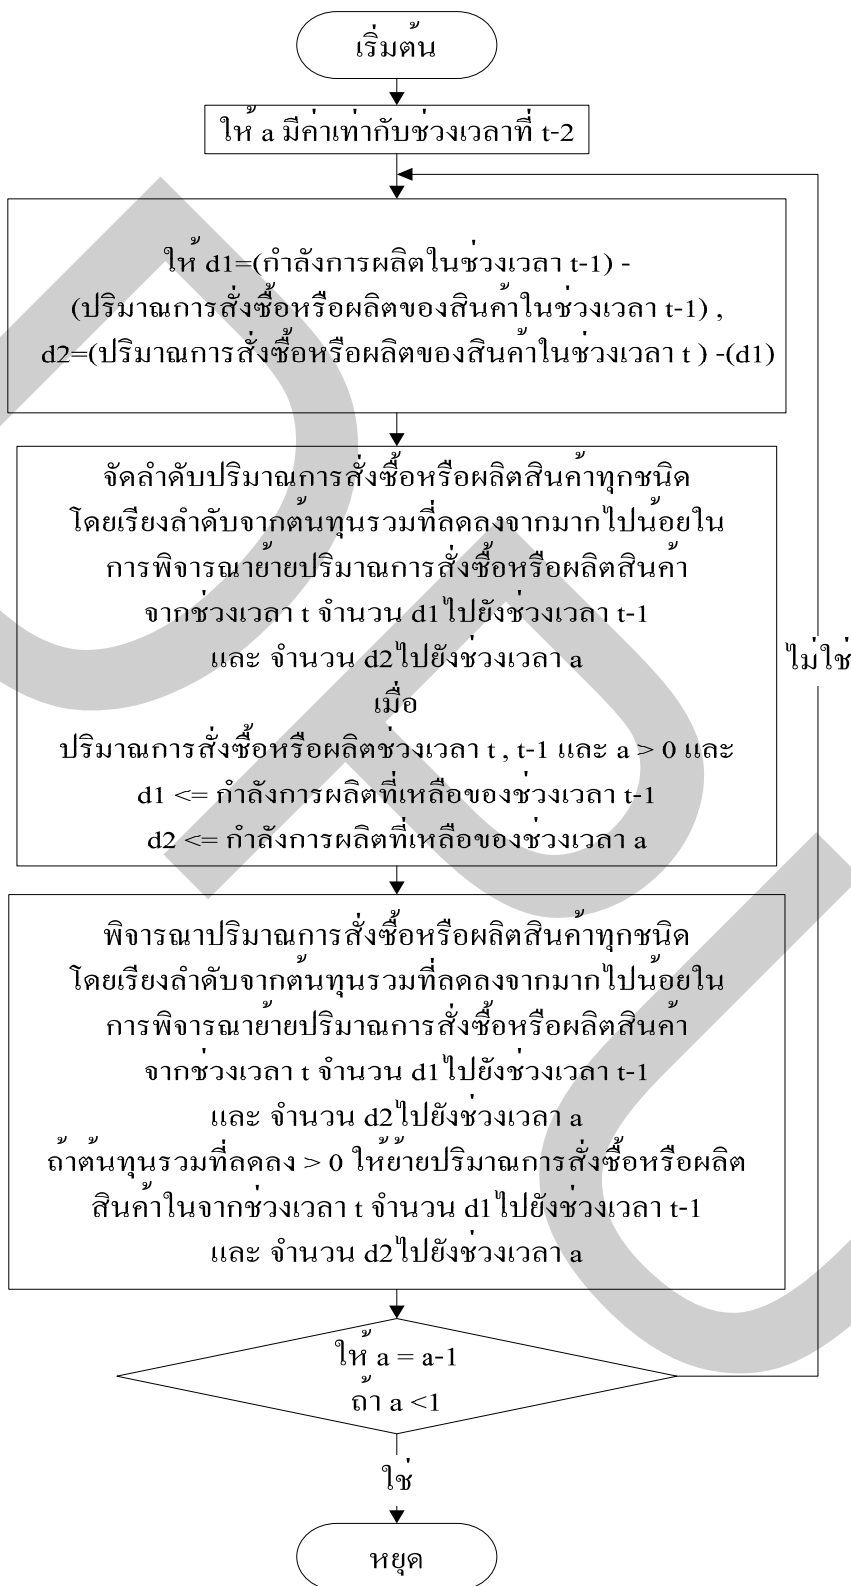 เริ่มต้น
ให้ a มีค่าเท่ากับช่วงเวลาที่ t-2
ให้ d1=(กำลังการผลิตในช่วงเวลา t-1) -
(ปริมาณการสั่งซื้อหรือผลิตของสินค้าในช่วงเวลา t-1) ,
d2=(ปริมาณการสั่งซื้อหรือผลิตของสินค้าในช่วงเวลา t ) -(d1)
จัดลำดับปริมาณการสั่งซื้อหรือผลิตสินค้าทุกชนิด
โดยเรียงลำดับจากต้นทุนรวมที่ลดลงจากมากไปน้อยใน
การพิจารณาย้ายปริมาณการสั่งซื้อหรือผลิตสินค้า
จากช่วงเวลา t จำนวน d1 ไปยังช่วงเวลา t-1
และ จำนวน d2 ไปยังช่วงเวลา a
เมื่อ
ปริมาณการสั่งซื้อหรือผลิตช่วงเวลา t , t-1 และ a > 0 และ
d1 <= กำลังการผลิตที่เหลือของช่วงเวลา t-1
d2 <= กำลังการผลิตที่เหลือของช่วงเวลา a
ไม่ใช่
พิจารณาปริมาณการสั่งซื้อหรือผลิตสินค้าทุกชนิด
โดยเรียงลำดับจากต้นทุนรวมที่ลดลงจากมากไปน้อยใน
การพิจารณาย้ายปริมาณการสั่งซื้อหรือผลิตสินค้า
จากช่วงเวลา t จำนวน d1 ไปยังช่วงเวลา t-1
และ จำนวน d2 ไปยังช่วงเวลา a
ถ้าต้นทุนรวมที่ลดลง > 0 ให้ย้ายปริมาณการสั่งซื้อหรือผลิต
สินค้าในจากช่วงเวลา t จำนวน d1 ไปยังช่วงเวลา t-1
และ จำนวน d2 ไปยังช่วงเวลา a
ให้ a = a-1
ถ้า a <1
ใช่
หยุด